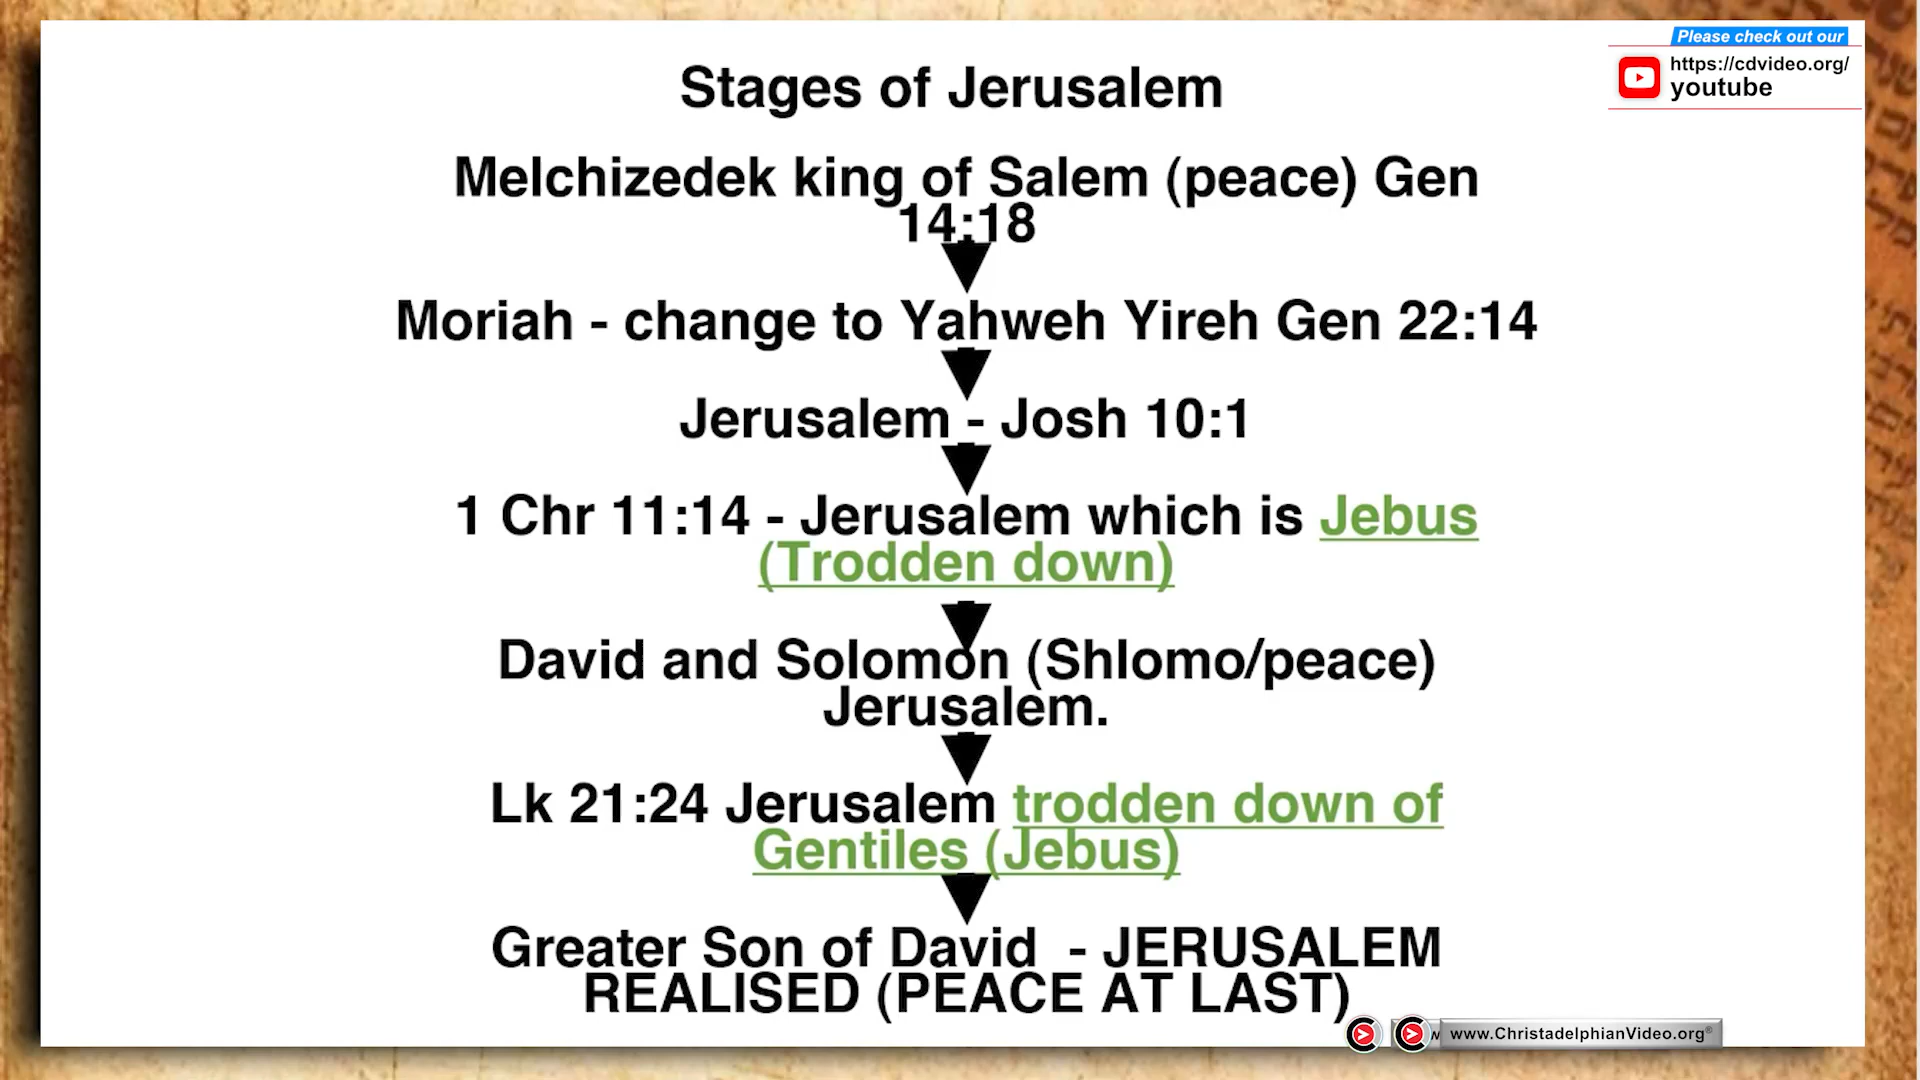 Please check out our
https://cdvideo.org/
youtube
Stages of Jerusalem
Melchizedek king of Salem (peace) Gen
14:18
Moriah - change to Yahweh Yireh Gen 22:14
Jerusalem - Josh 10:1
1 Chr 11:14 - Jerusalem which is Jebus
(Trodden down)
David and Solomon (Shlomo/peace)
Jerusalem.
Lk 21:24 Jerusalem trodden down of
Gentiles (Jebus)
Greater Son of David - JERUSALEM
REALISED (PEACE AT LAST)
www.ChristadelphianVideo.org®